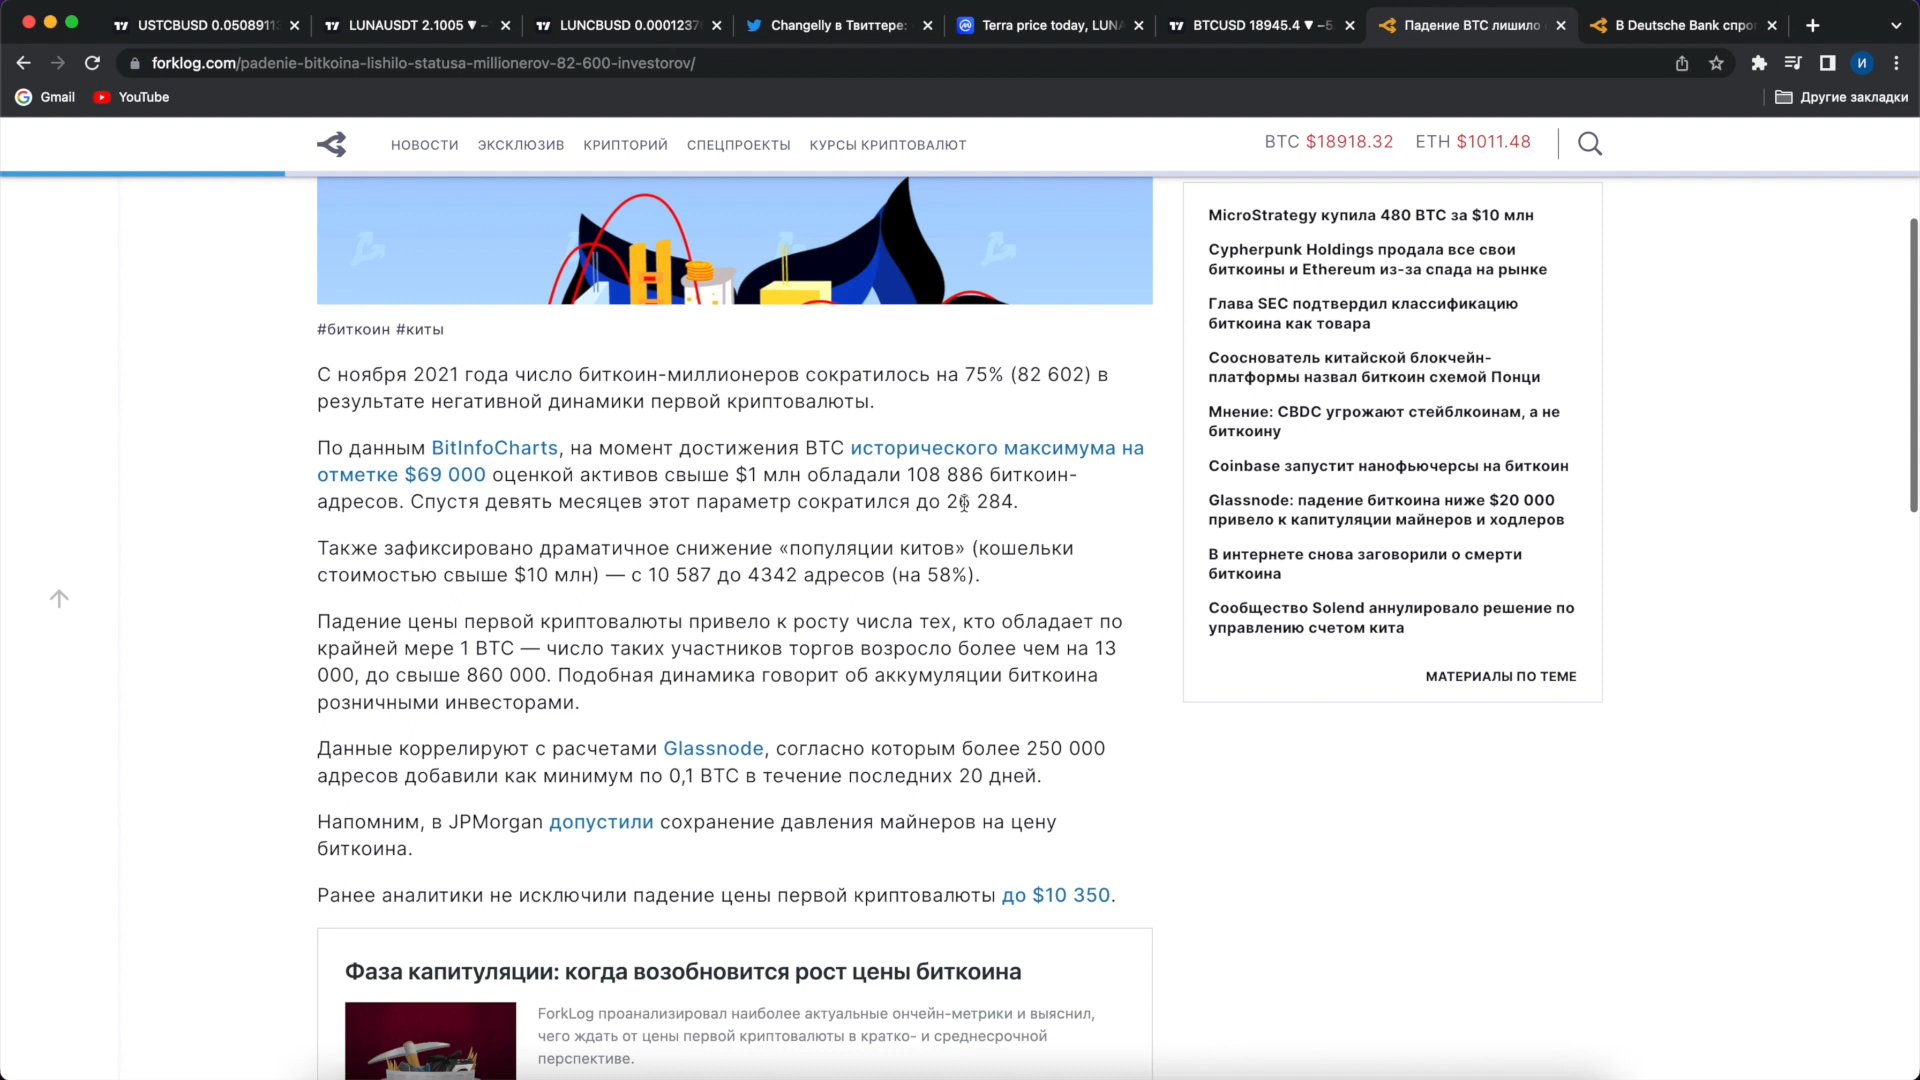 USTCBUSD 0.050891
LUNAUSDT 2.1005 ▼ −
LUNCBUSD 0.000123
Changelly в Твиттере:
Terra price today, LUNA
BTCUSD 18945.4 ▼ −5
Падение BTC лишило
В Deutsche Bank спро
forklog.com/padenie-bitkoina-lishilo-statusa-millionerov-82-600-investorov/
И
Gmail
YouTube
Другие закладки
НОВОСТИ ЭКСКЛЮЗИВ КРИПТОРИЙ СПЕЦПРОЕКТЫ КУРСЫ КРИПТОВАЛЮТ
BTC $18918.32 ETH $1011.48
#биткоин #киты
С ноября 2021 года число биткоин-миллионеров сократилось на 75% (82 602) в
результате негативной динамики первой криптовалюты.
По данным BitInfoCharts, на момент достижения BTC исторического максимума на
отметке $69 000 оценкой активов свыше $1 млн обладали 108 886 биткоин-
адресов. Спустя девять месяцев этот параметр сократился до 26 284.
Также зафиксировано драматичное снижение «популяции китов» (кошельки
стоимостью свыше $10 млн) — с 10 587 до 4342 адресов (на 58%).
Падение цены первой криптовалюты привело к росту числа тех, кто обладает по
крайней мере 1 BTC — число таких участников торгов возросло более чем на 13
000, до свыше 860 000. Подобная динамика говорит об аккумуляции биткоина
розничными инвесторами.
Данные коррелируют с расчетами Glassnode, согласно которым более 250 000
адресов добавили как минимум по 0,1 BTC в течение последних 20 дней.
Напомним, в JPMorgan допустили сохранение давления майнеров на цену
биткоина.
Ранее аналитики не исключили падение цены первой криптовалюты до $10 350.
Фаза капитуляции: когда возобновится рост цены биткоина
ForkLog проанализировал наиболее актуальные ончейн-метрики и выяснил,
чего ждать от цены первой криптовалюты в кратко- и среднесрочной
перспективе.
MicroStrategy купила 480 BTC за $10 млн
Cypherpunk Holdings продала все свои
биткоины и Ethereum из-за спада на рынке
Глава SEC подтвердил классификацию
биткоина как товара
Сооснователь китайской блокчейн-
платформы назвал биткоин схемой Понци
Мнение: CBDC угрожают стейблкоинам, а не
биткоину
Coinbase запустит нанофьючерсы на биткоин
Glassnode: падение биткоина ниже $20 000
привело к капитуляции майнеров и ходлеров
В интернете снова заговорили о смерти
биткоина
Сообщество Solend аннулировало решение по
управлению счетом кита
МАТЕРИАЛЫ ПО ТЕМЕ